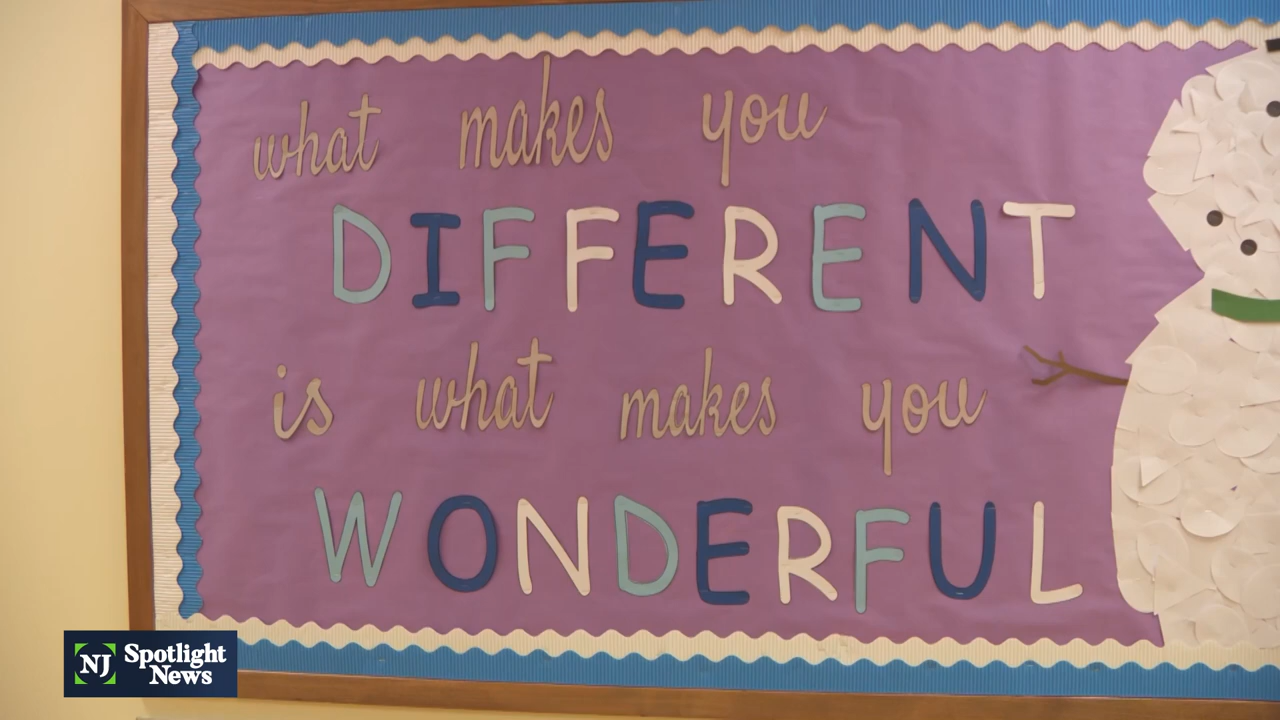 what makes you
DIFFERENT
is what makes you
WONDERFUL
NJ Spotlight
News